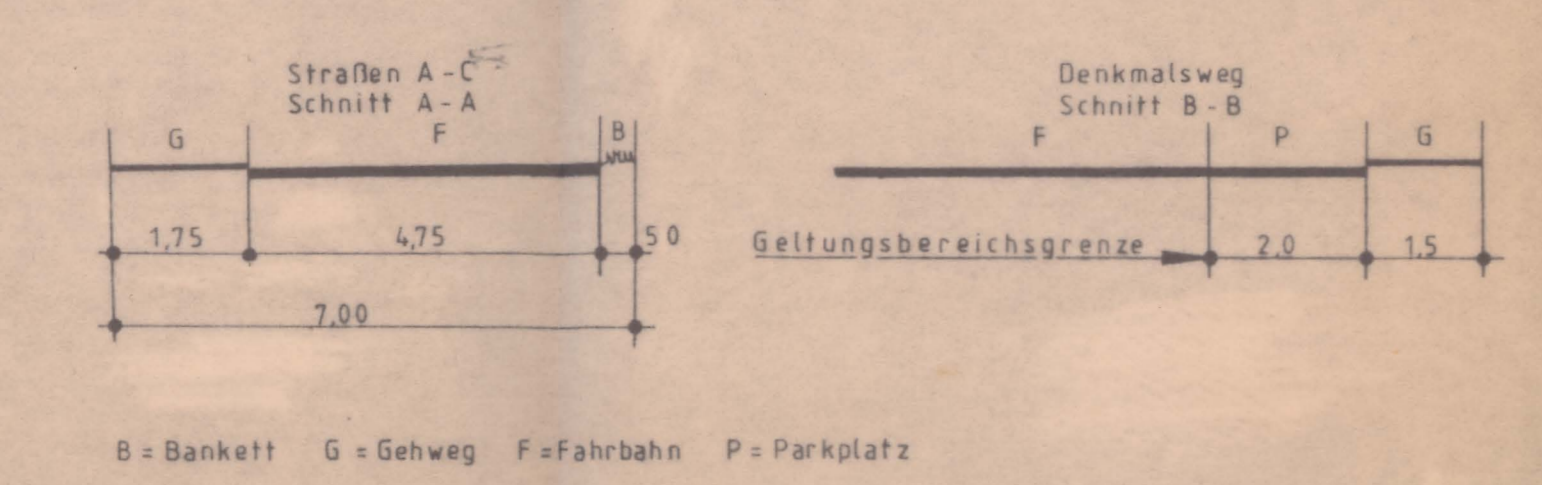 Straßen A-C
Schnitt A-A
G F B
1,75 4,75 50
7,00
Denkmalsweg
Schnitt B-B
F P G
Geltungsbereichsgrenze 2,0 1,5
B = Bankett G = Gehweg F = Fahrbahn P = Parkplatz